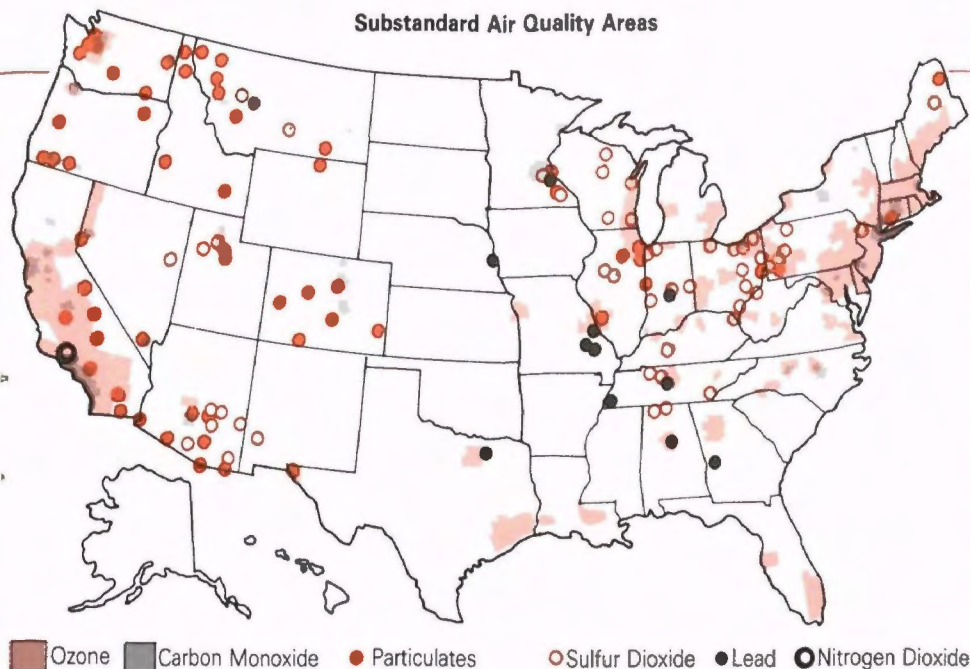 Substandard Air Quality Areas
Ozone Carbon Monoxide Particulates Sulfur Dioxide Lead Nitrogen Dioxide